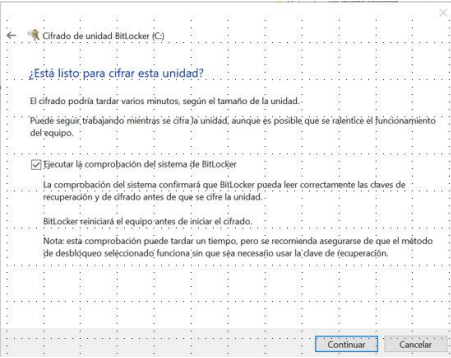 Cifrado de unidad BitLocker (C:)
¿Está listo para cifrar esta unidad?
El cifrado podría tardar varios minutos, según el tamaño de la unidad.
Puede seguir trabajando mientras se cifra la unidad, aunque es posible que se ralentice el funcionamiento
del equipo.
Ejecutar la comprobación del sistema de BitLocker
La comprobación del sistema confirmará que BitLocker pueda leer correctamente las claves de
recuperación y de cifrado antes de que se cifre la unidad.
BitLocker reiniciará el equipo antes de iniciar el cifrado.
Nota: esta comprobación puede tardar un tiempo, pero se recomienda asegurarse de que el método
de desbloqueo seleccionado funciona sin que sea necesario usar la clave de recuperación.
Continuar Cancelar